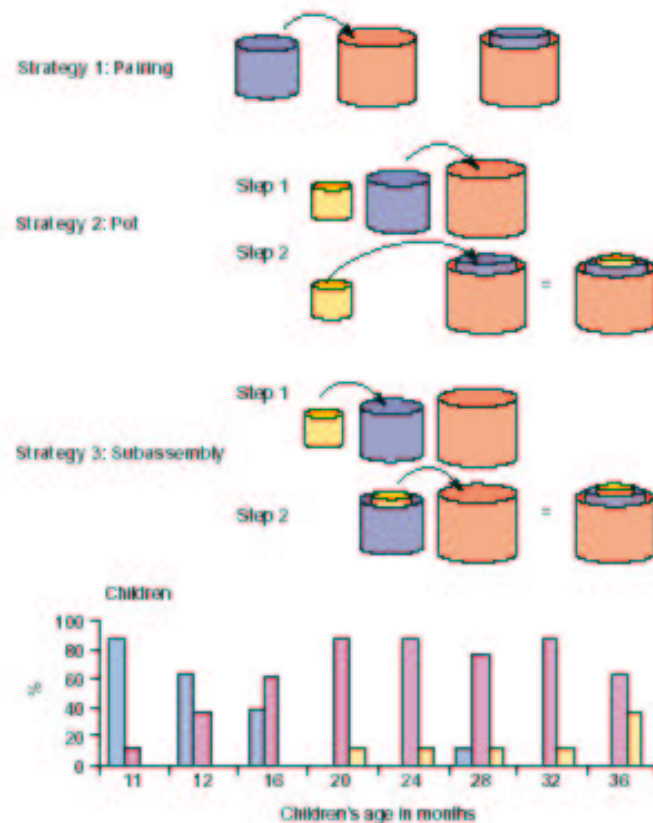 Strategy 1: Pairing
Step 1
Strategy 2: Pot
Step 2
=
Step 1
Strategy 3: Subassembly
Step 2
=
Children
100
80
60
40
20
0
%
11 12 16 20 24 28 32 36
Children's age in months